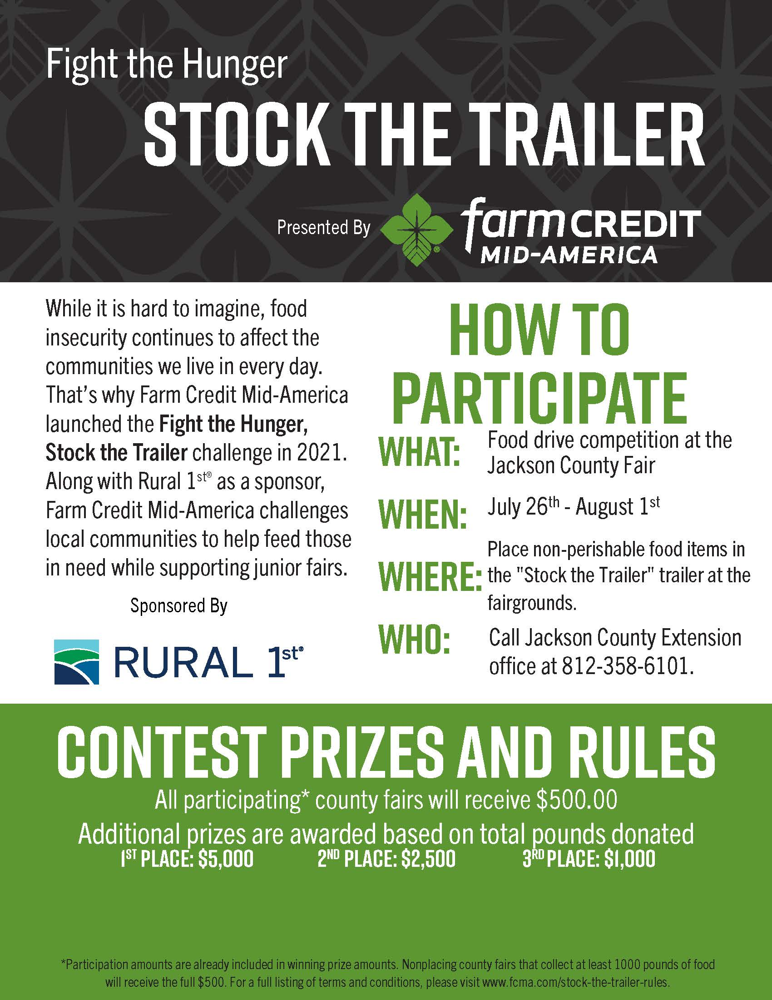 Fight the Hunger
STOCK THE TRAILER
Presented By
farm CREDIT
MID-AMERICA
While it is hard to imagine, food
insecurity continues to affect the
communities we live in every day.
That’s why Farm Credit Mid-America
launched the Fight the Hunger,
Stock the Trailer challenge in 2021.
Along with Rural 1st® as a sponsor,
Farm Credit Mid-America challenges
local communities to help feed those
in need while supporting junior fairs.
Sponsored By
RURAL 1st®
HOW TO
PARTICIPATE
WHAT: Food drive competition at the
Jackson County Fair
WHEN: July 26th - August 1st
WHERE: Place non-perishable food items in
the "Stock the Trailer" trailer at the
fairgrounds.
WHO: Call Jackson County Extension
office at 812-358-6101.
CONTEST PRIZES AND RULES
All participating* county fairs will receive $500.00
Additional prizes are awarded based on total pounds donated
1ST PLACE: $5,000 2ND PLACE: $2,500 3RD PLACE: $1,000
*Participation amounts are already included in winning prize amounts. Nonplacing county fairs that collect at least 1000 pounds of food
will receive the full $500. For a full listing of terms and conditions, please visit www.fcma.com/stock-the-trailer-rules.